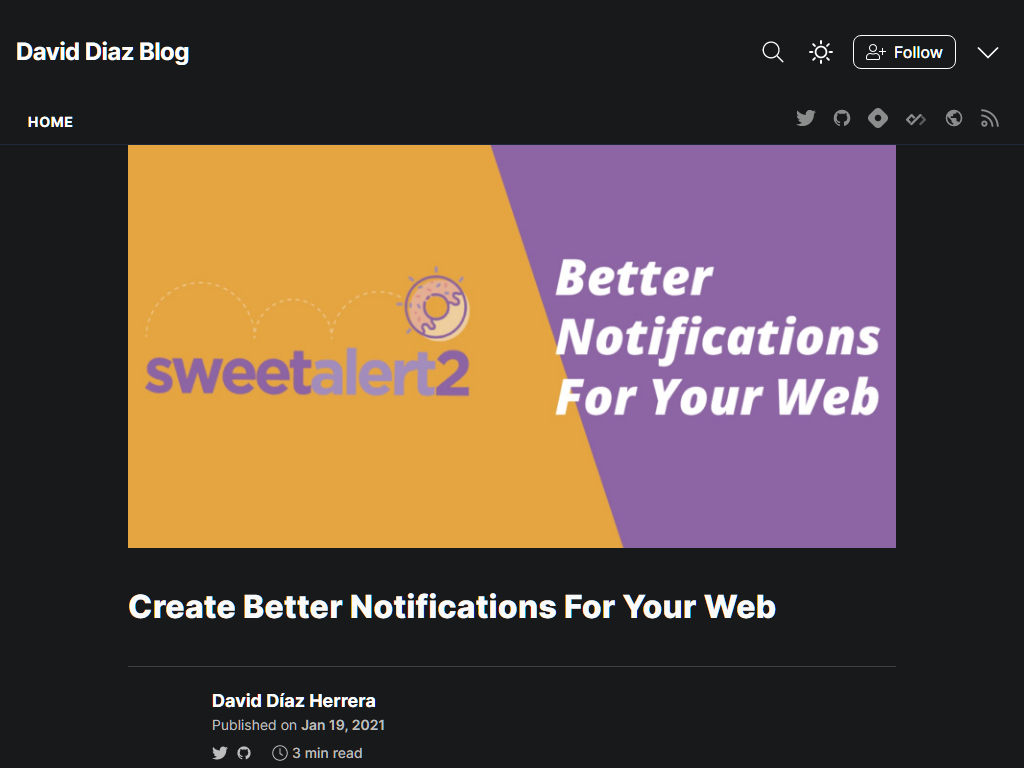 David Diaz Blog
Follow
HOME
sweetalert2
Better
Notifications
For Your Web
Create Better Notifications For Your Web
David Díaz Herrera
Published on Jan 19, 2021
3 min read